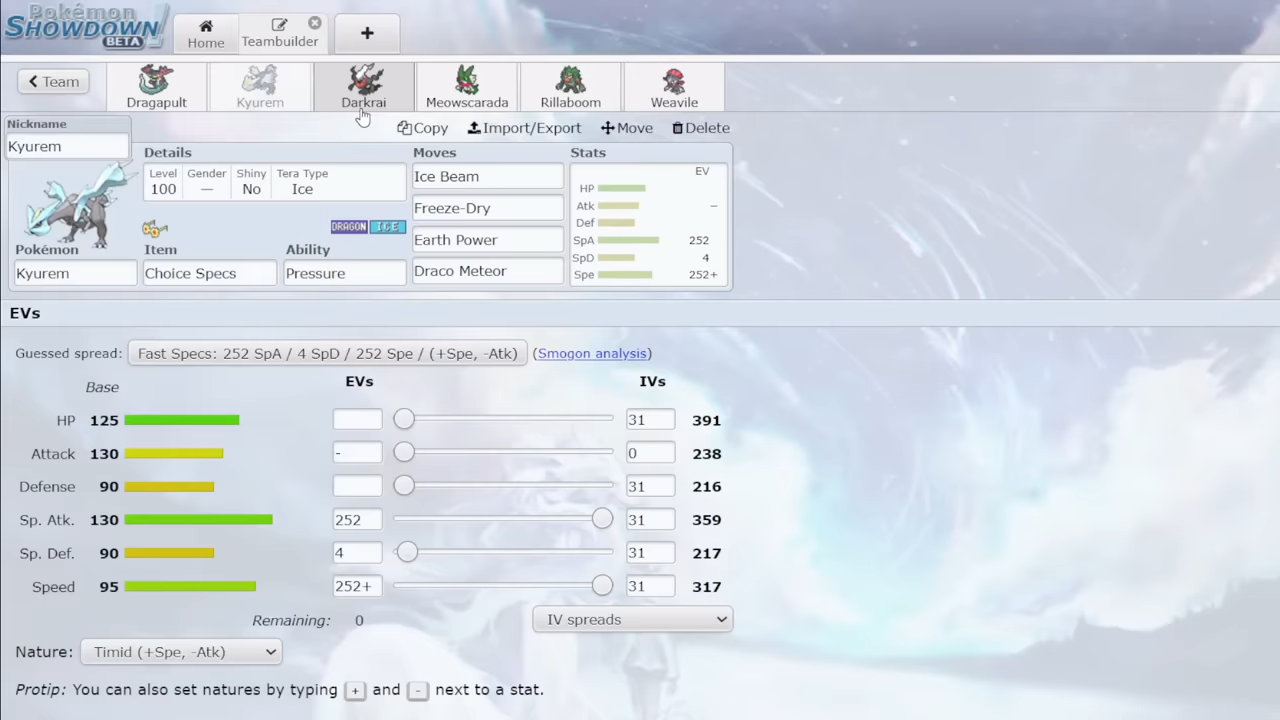 Pokémon
SHOWDOWN
BETA
Home
Teambuilder
+
Team
Dragapult
Kyurem
Darkrai
Meowscarada
Rillaboom
Weavile
Nickname
Kyurem
Copy
Import/Export
Move
Delete
Details
Level
100
Gender
—
Shiny
No
Tera Type
Ice
DRAGON
ICE
Pokémon
Kyurem
Item
Choice Specs
Ability
Pressure
Moves
Ice Beam
Freeze-Dry
Earth Power
Draco Meteor
Stats
EV
HP
Atk –
Def
SpA 252
SpD 4
Spe 252+
EVs
Guessed spread: Fast Specs: 252 SpA / 4 SpD / 252 Spe / (+Spe, -Atk) (Smogon analysis)
Base EVs IVs
HP 125 31 391
Attack 130 - 0 238
Defense 90 31 216
Sp. Atk. 130 252 31 359
Sp. Def. 90 4 31 217
Speed 95 252+ 31 317
Remaining: 0 IV spreads
Nature: Timid (+Spe, -Atk)
Protip: You can also set natures by typing + and - next to a stat.